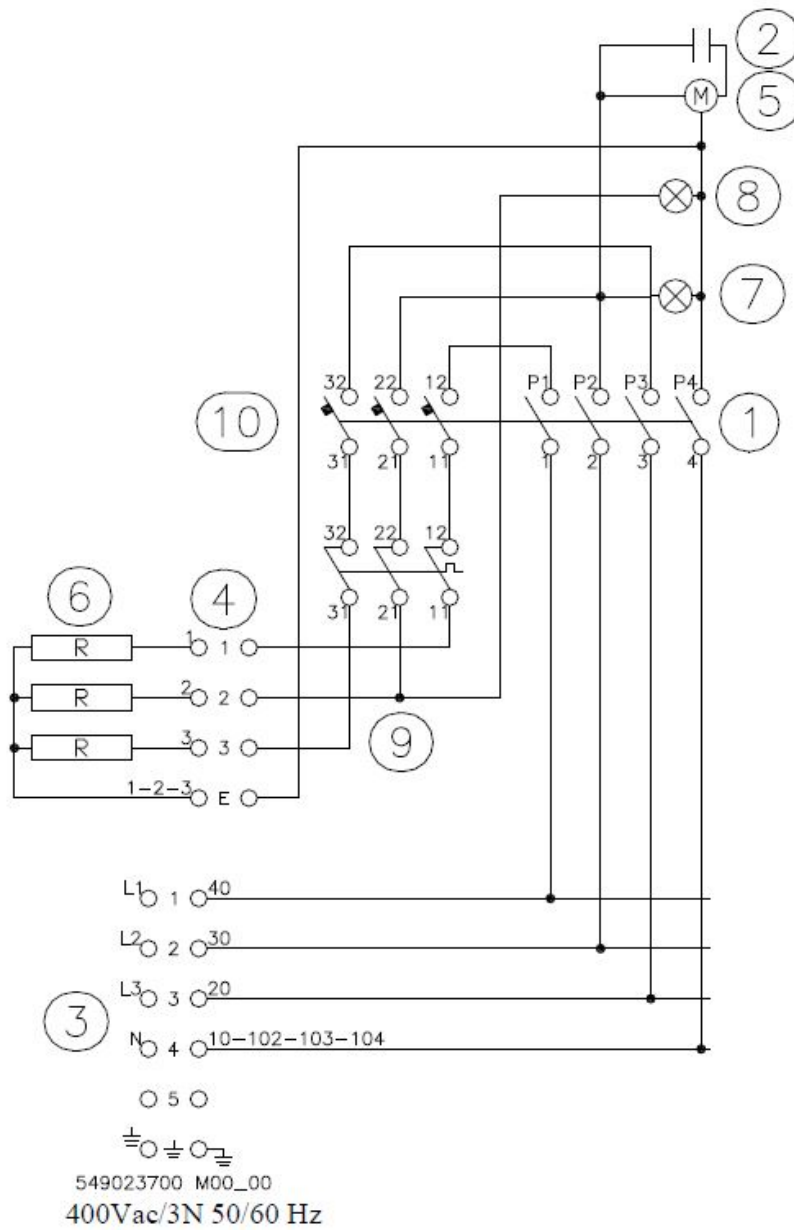 2
M 5
8
7
32 22 12 P1 P2 P3 P4
10 1
31 21 11 1 2 3 4
32 22 12
6 4
31 21 11
R 1 1
R 2 2
9
R 3 3
1-2-3 E
L1 1 40
L2 2 30
L3 3 20
3
N 4 10-102-103-104
5
549023700 M00_00
400Vac/3N 50/60 Hz